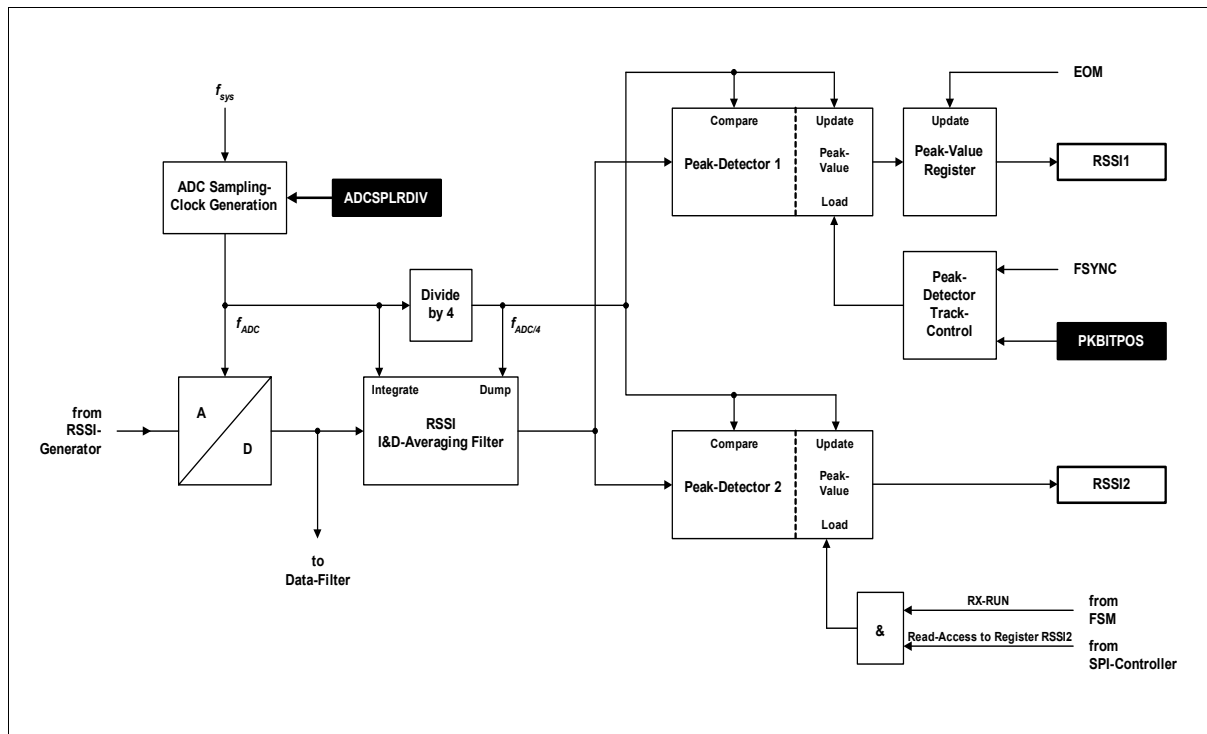 EOM
f_sys
Compare
Update
Update
Peak-Detector 1
Peak-
Value
Load
Peak-Value
Register
RSSI1
ADC Sampling-
Clock Generation
ADCSPLRDIV
FSYNC
Peak-
Detector
Track-
Control
Divide
by 4
PKBITPOS
f_ADC
f_ADC/4
from
RSSI-
Generator
A
D
Integrate
Dump
RSSI
I&D-Averaging Filter
Compare
Update
Peak-Detector 2
Peak-
Value
Load
RSSI2
to
Data-Filter
&
RX-RUN
from
FSM
Read-Access to Register RSSI2
from
SPI-Controller